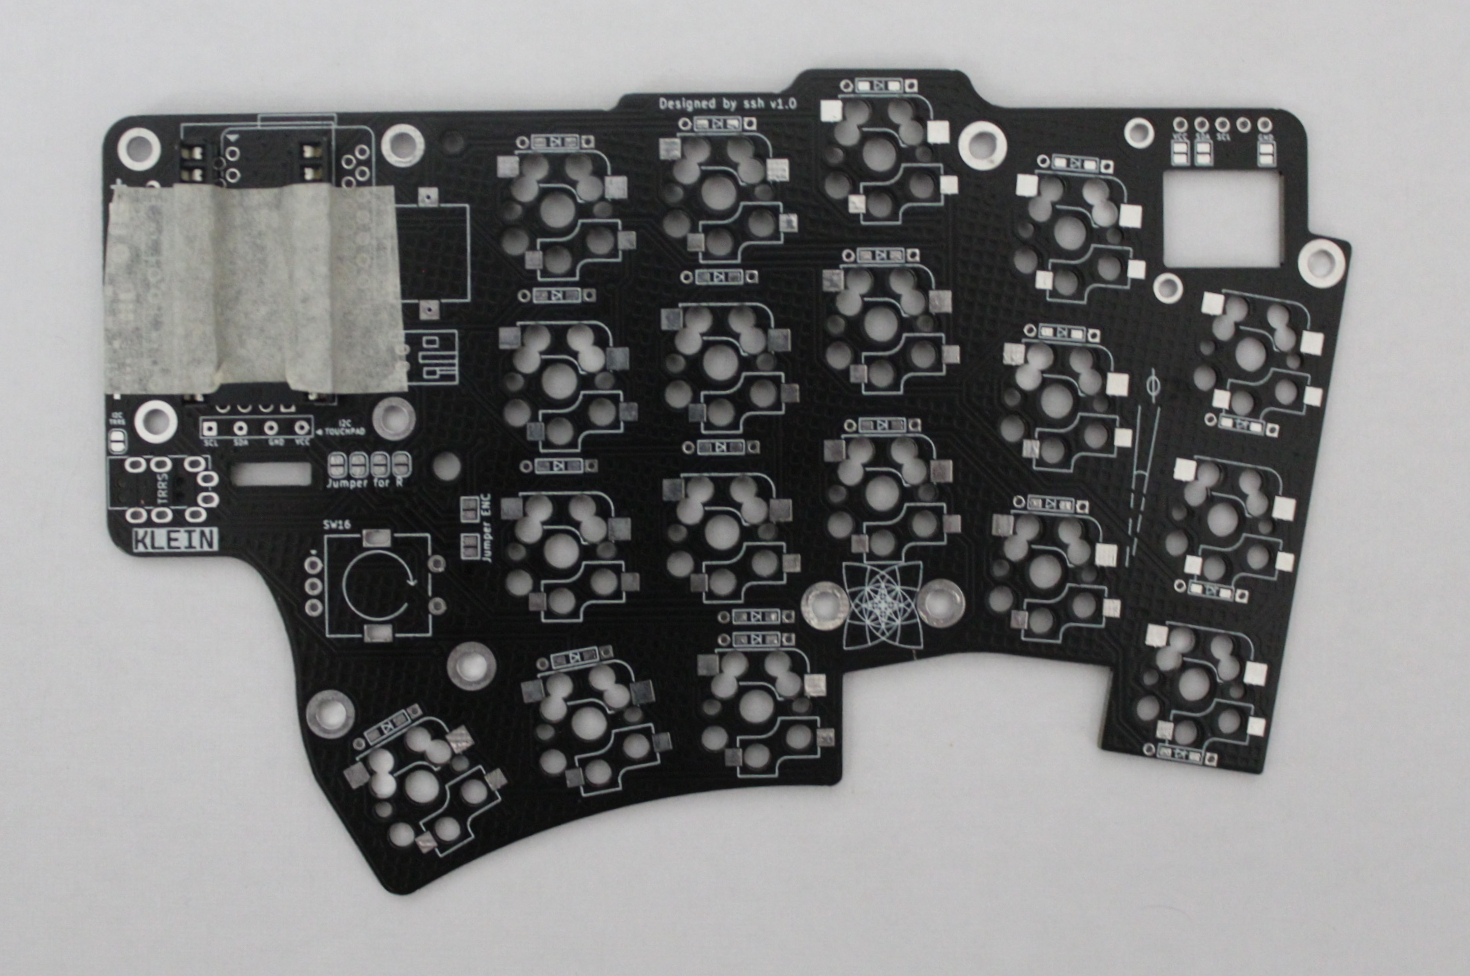 Designed by ssh v1.0
VCC SDA SCL GND
I2C
TRRS
SCL SDA GND VCC
I2C
TOUCHPAD
Jumper for R
TRRS
Jumper ENC
KLEIN
SW16